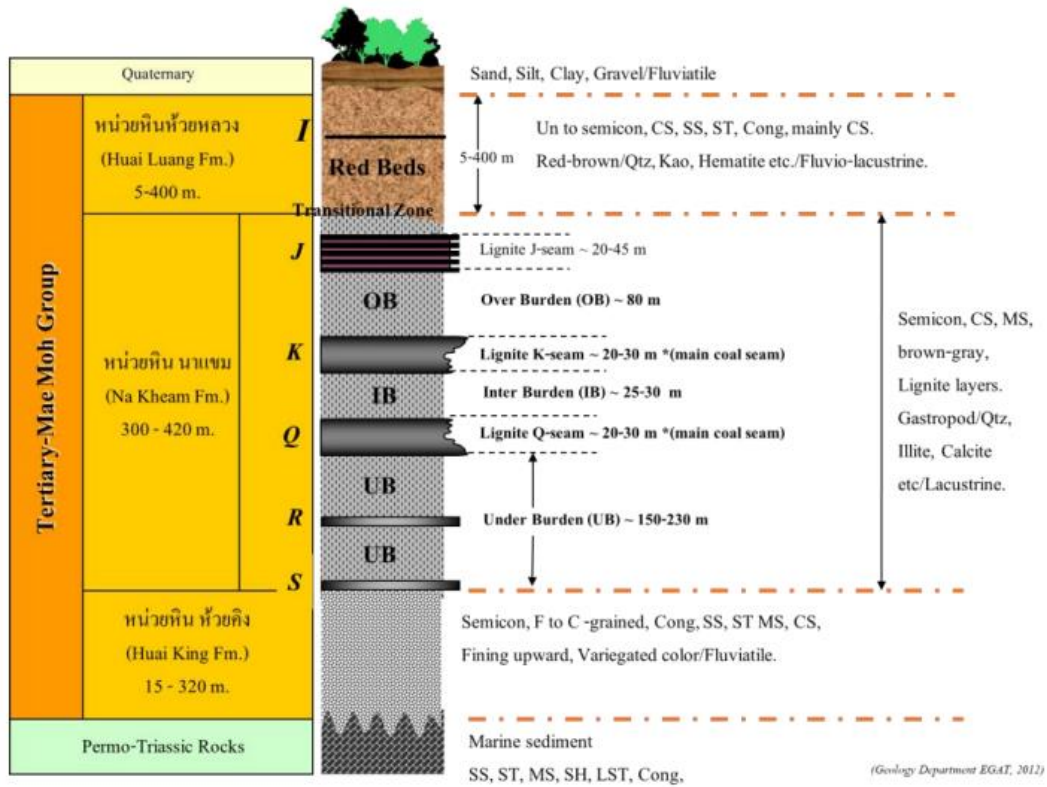 Quaternary
Sand, Silt, Clay, Gravel/Fluviatile
Tertiary-Mae Moh Group
หน่วยหินห้วยหลวง
(Huai Luang Fm.)
5-400 m.
I
Red Beds
5-400 m
Un to semicon, CS, SS, ST, Cong, mainly CS.
Red-brown/Qtz, Kao, Hematite etc./Fluvio-lacustrine.
Transitional Zone
หน่วยหิน นาแขม
(Na Kheam Fm.)
300 - 420 m.
J
Lignite J-seam ~ 20-45 m
OB
Over Burden (OB) ~ 80 m
K
Lignite K-seam ~ 20-30 m *(main coal seam)
IB
Inter Burden (IB) ~ 25-30 m
Q
Lignite Q-seam ~ 20-30 m *(main coal seam)
UB
R
Under Burden (UB) ~ 150-230 m
UB
S
Semicon, CS, MS,
brown-gray,
Lignite layers.
Gastropod/Qtz,
Illite, Calcite
etc/Lacustrine.
หน่วยหิน ห้วยคิง
(Huai King Fm.)
15 - 320 m.
Semicon, F to C -grained, Cong, SS, ST MS, CS,
Fining upward, Variegated color/Fluviatile.
Permo-Triassic Rocks
Marine sediment
SS, ST, MS, SH, LST, Cong,
(Geology Department EGAT, 2012)